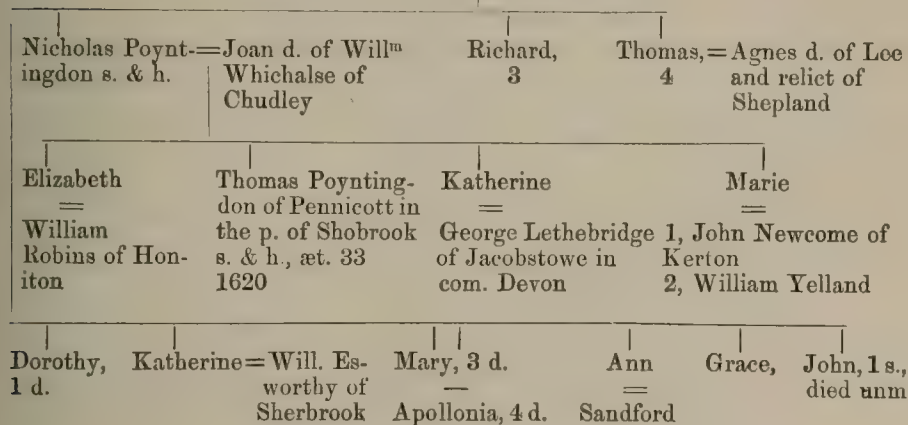 Nicholas Poynt-=Joan d. of Willm Richard, Thomas,=Agnes d. of Lee
ingdon s. & h. Whichalse of 3 4 and relict of
Chudley Shepland
Elizabeth Thomas Poynting- Katherine Marie
= don of Pennicott in = =
William the p. of Shobrook George Lethebridge 1, John Newcome of
Robins of Hon- s. & h., æt. 33 of Jacobstowe in Kerton
iton 1620 com. Devon 2, William Yelland
Dorothy, Katherine=Will. Es- Mary, 3 d. Ann Grace, John, 1 s.,
1 d. worthy of — = died unm
Sherbrook Apollonia, 4 d. Sandford